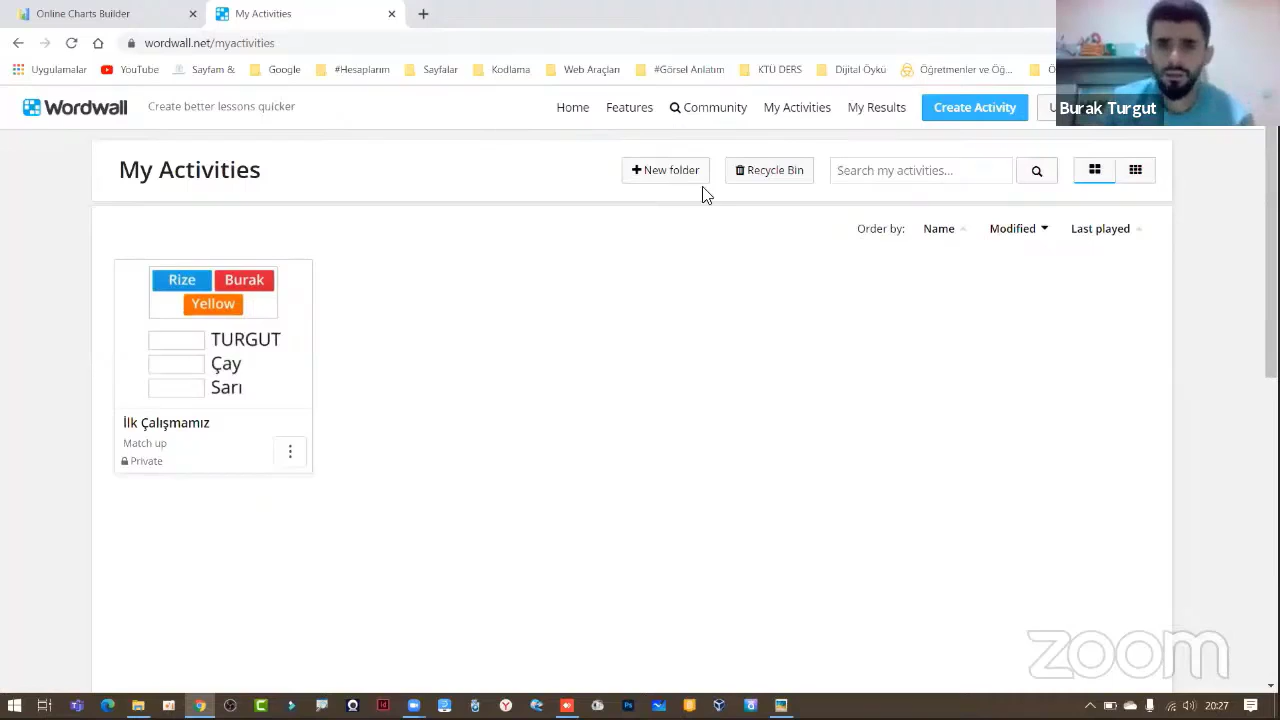 Online Charts Builder
My Activities
wordwall.net/myactivities
Uygulamalar YouTube Sayfam & Google #Hesaplarım Sayfalar Kodlama Web Araçları #Görsel Anlatım KTÜ DERS Dijital Öykü Öğretmenler ve Öğ...
Wordwall Create better lessons quicker Home Features Community My Activities My Results Create Activity
Burak Turgut
My Activities New folder Recycle Bin Search my activities...
Order by: Name Modified Last played
Rize Burak
Yellow
TURGUT
Çay
Sarı
İlk Çalışmamız
Match up
Private
zoom
20:27